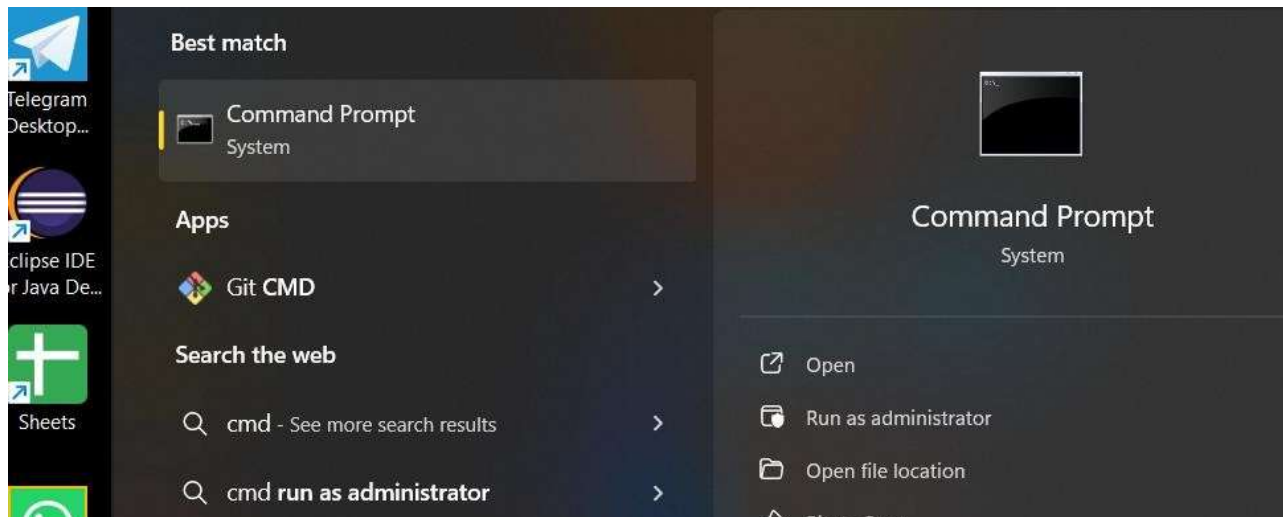 Telegram
Desktop...
clipse IDE
r Java De...
Sheets
Best match
Command Prompt
System
Apps
Git CMD
Search the web
cmd - See more search results
cmd run as administrator
Command Prompt
System
Open
Run as administrator
Open file location